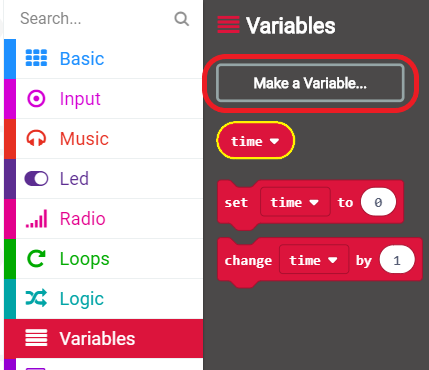 Search...
Basic
Input
Music
Led
Radio
Loops
Logic
Variables
Variables
Make a Variable...
time
set time to 0
change time by 1